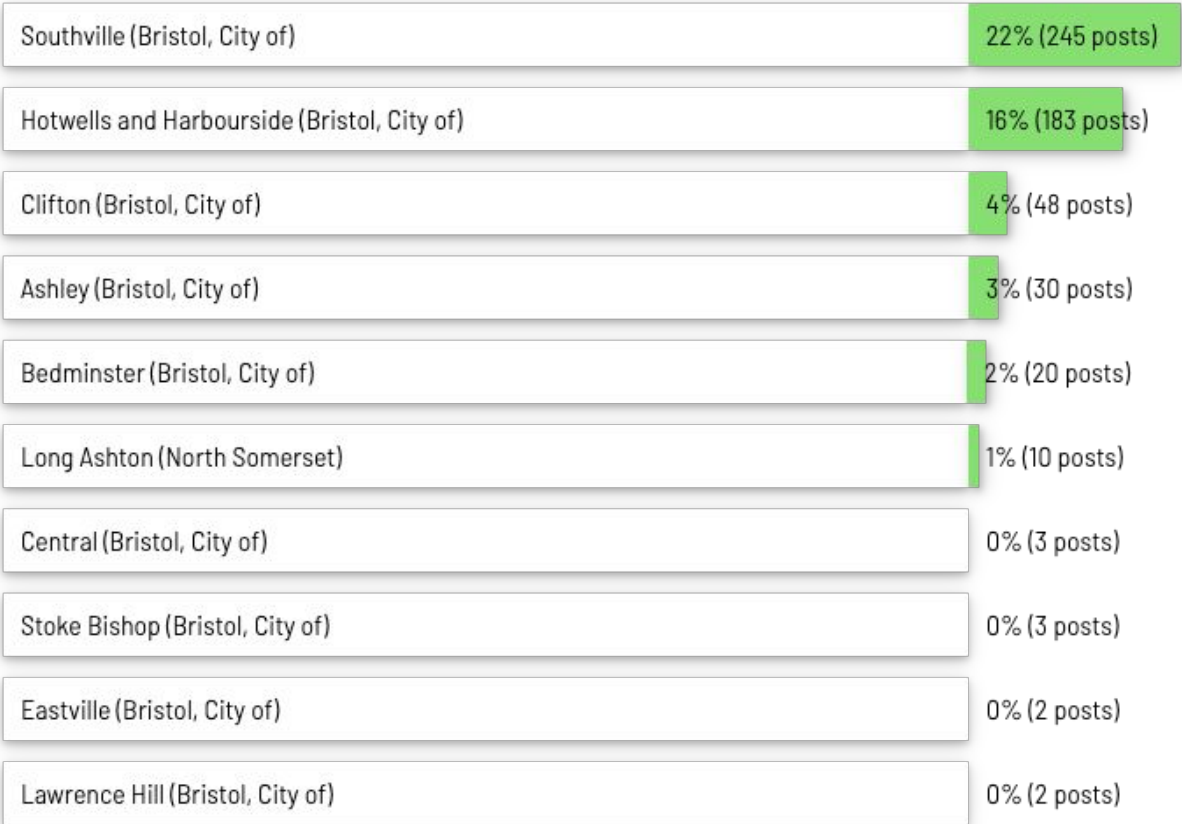 Southville (Bristol, City of) 22% (245 posts)
Hotwells and Harbourside (Bristol, City of) 16% (183 posts)
Clifton (Bristol, City of) 4% (48 posts)
Ashley (Bristol, City of) 3% (30 posts)
Bedminster (Bristol, City of) 2% (20 posts)
Long Ashton (North Somerset) 1% (10 posts)
Central (Bristol, City of) 0% (3 posts)
Stoke Bishop (Bristol, City of) 0% (3 posts)
Eastville (Bristol, City of) 0% (2 posts)
Lawrence Hill (Bristol, City of) 0% (2 posts)